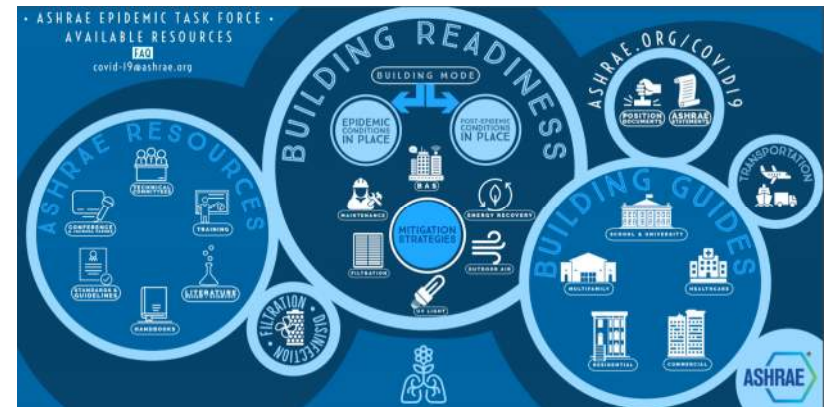 • ASHRAE EPIDEMIC TASK FORCE •
AVAILABLE RESOURCES
FAQ
covid-19@ashrae.org
ASHRAE RESOURCES
TECHNICAL
COMMITTEES
CONFERENCE
TRAINING
STANDARDS &
GUIDELINES
LITERATURE
HANDBOOKS
FILTRATION • DISINFECTION •
BUILDING READINESS
BUILDING MODE
EPIDEMIC
CONDITIONS
IN PLACE
POST-EPIDEMIC
CONDITIONS
IN PLACE
BAS
MAINTENANCE
ENERGY RECOVERY
MITIGATION
STRATEGIES
FILTRATION
OUTDOOR AIR
UV LIGHT
ASHRAE.ORG/COVID19
POSITION
DOCUMENTS
ASHRAE
STATEMENTS
TRANSPORTATION
BUILDING GUIDES
SCHOOL & UNIVERSITY
MULTIFAMILY
HEALTHCARE
RESIDENTIAL
COMMERCIAL
ASHRAE